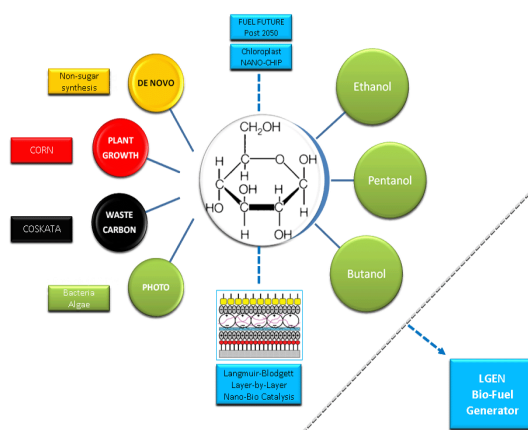 FUEL FUTURE
Post 2050
Chloroplast
NANO-CHIP
Non-sugar
synthesis
DE NOVO
Ethanol
CORN
PLANT
GROWTH
CH₂OH
H
C
O
OH
H
H
C
OH
H
C
HO
C
C
H
H
OH
Pentanol
COSKATA
WASTE
CARBON
Bacteria
Algae
PHOTO
Butanol
Langmuir-Blodgett
Layer-by-Layer
Nano-Bio Catalysis
LGEN
Bio-Fuel
Generator